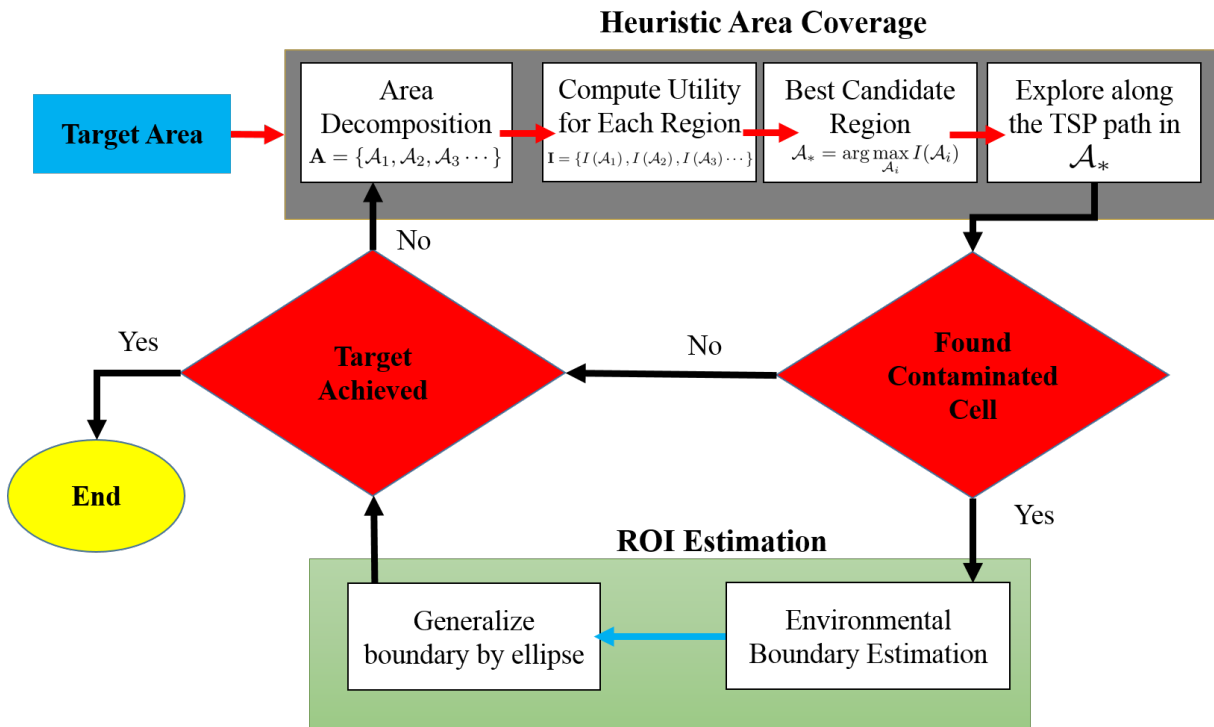 Heuristic Area Coverage
Target Area
Area
Decomposition
𝐀 = {𝒜₁, 𝒜₂, 𝒜₃ ⋯}
Compute Utility
for Each Region
𝐈 = {I(𝒜₁), I(𝒜₂), I(𝒜₃) ⋯}
Best Candidate
Region
𝒜∗ = arg max I(𝒜ᵢ)
𝒜ᵢ
Explore along
the TSP path in
𝒜∗
No
Yes
Target
Achieved
No
Found
Contaminated
Cell
End
Yes
ROI Estimation
Generalize
boundary by ellipse
Environmental
Boundary Estimation